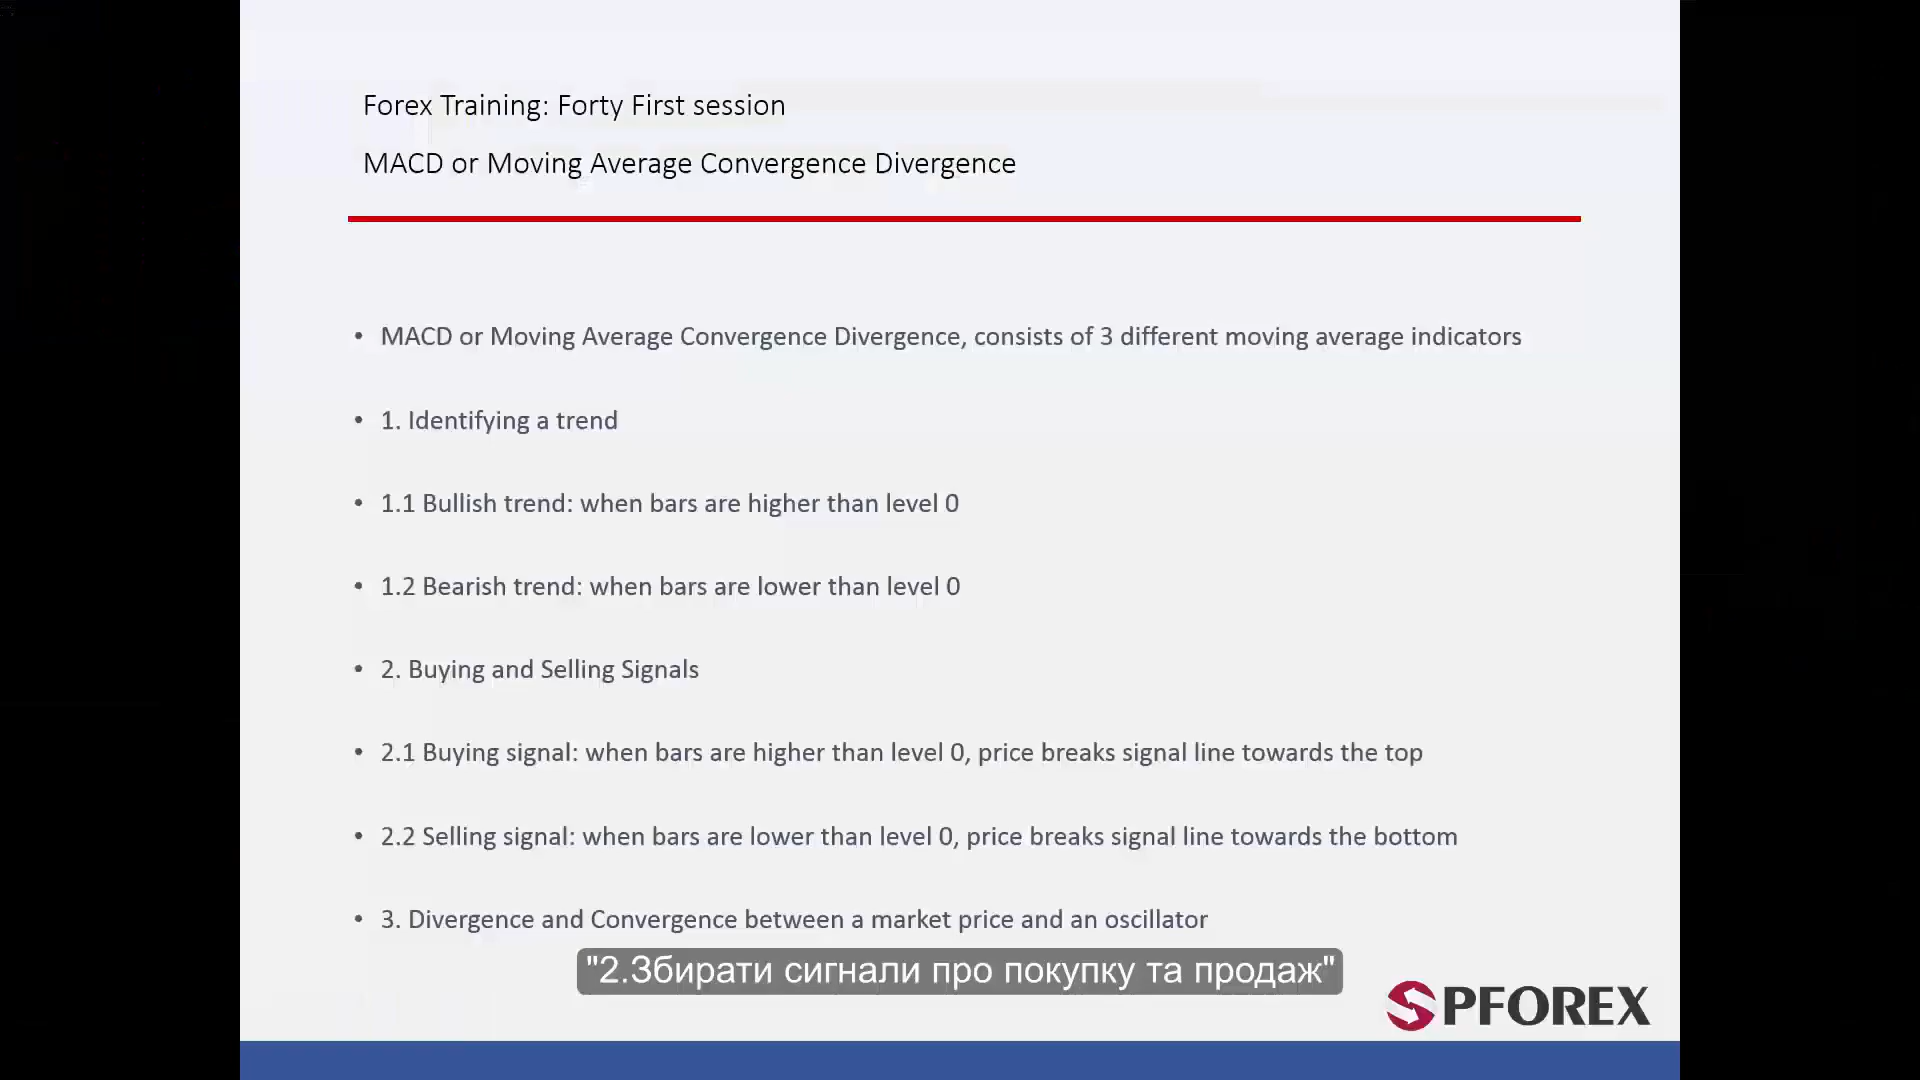 Forex Training: Forty First session
MACD or Moving Average Convergence Divergence
• MACD or Moving Average Convergence Divergence, consists of 3 different moving average indicators
• 1. Identifying a trend
• 1.1 Bullish trend: when bars are higher than level 0
• 1.2 Bearish trend: when bars are lower than level 0
• 2. Buying and Selling Signals
• 2.1 Buying signal: when bars are higher than level 0, price breaks signal line towards the top
• 2.2 Selling signal: when bars are lower than level 0, price breaks signal line towards the bottom
• 3. Divergence and Convergence between a market price and an oscillator
"2.Збирати сигнали про покупку та продаж"
PFOREX